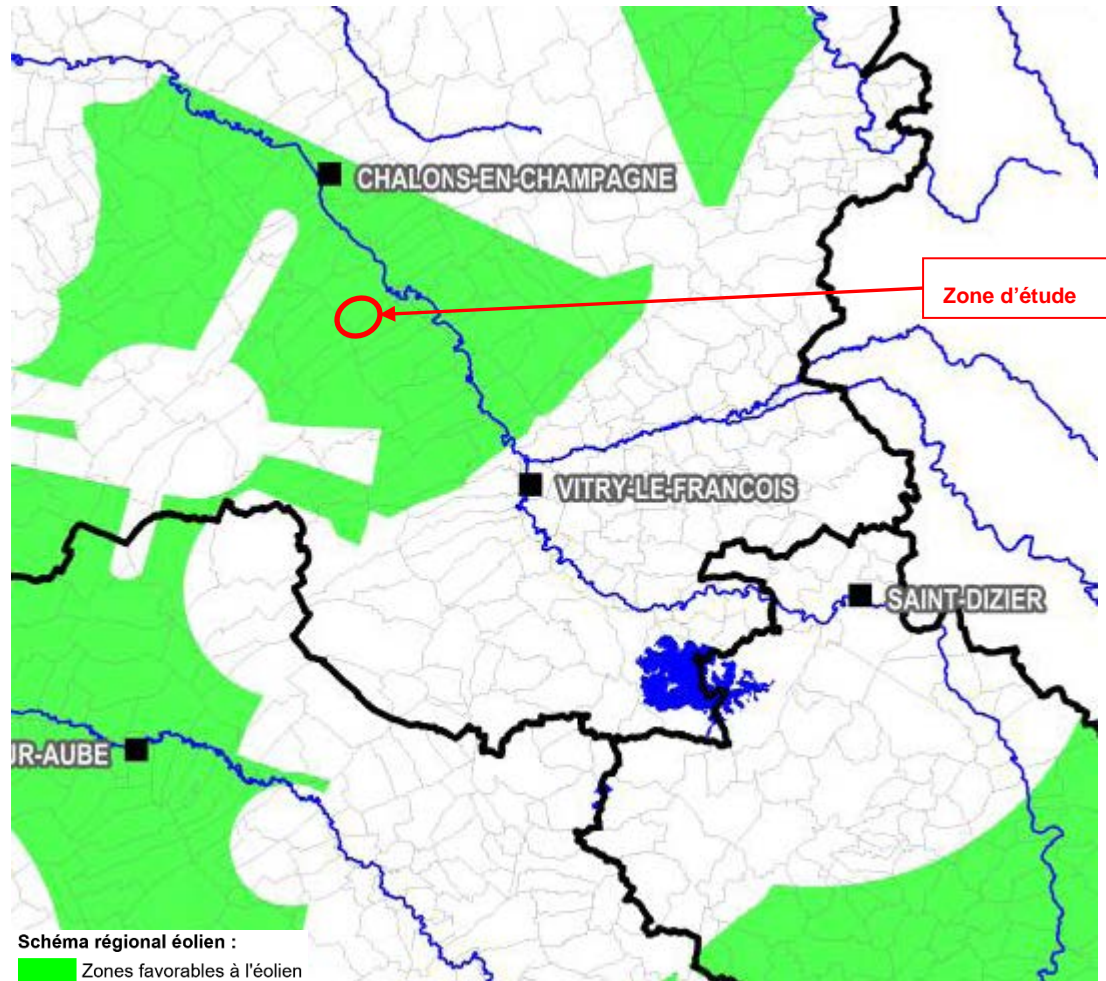 CHALONS-EN-CHAMPAGNE
Zone d'étude
VITRY-LE-FRANCOIS
SAINT-DIZIER
UR-AUBE
Schéma régional éolien :
Zones favorables à l'éolien